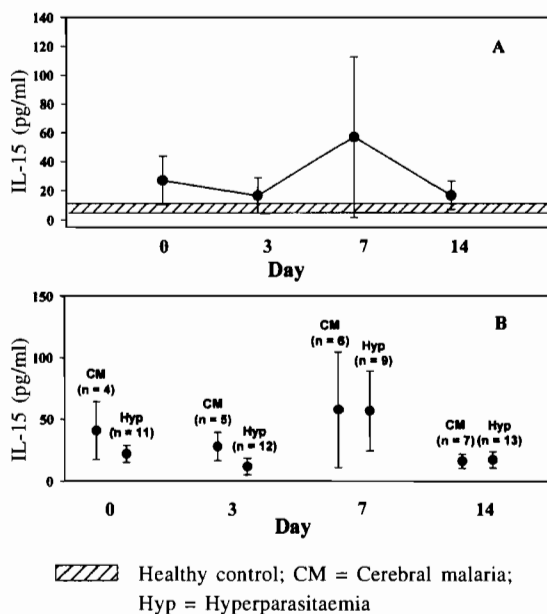 140
120
100
80
60
40
20
0
IL-15 (pg/ml)
A
0 3 7 14
Day
150
100
50
0
IL-15 (pg/ml)
B
CM
(n = 4)
Hyp
(n = 11)
CM
(n = 5)
Hyp
(n = 12)
CM
(n = 6)
Hyp
(n = 9)
CM
(n = 7)
Hyp
(n = 13)
0 3 7 14
Day
Healthy control; CM = Cerebral malaria;
Hyp = Hyperparasitaemia